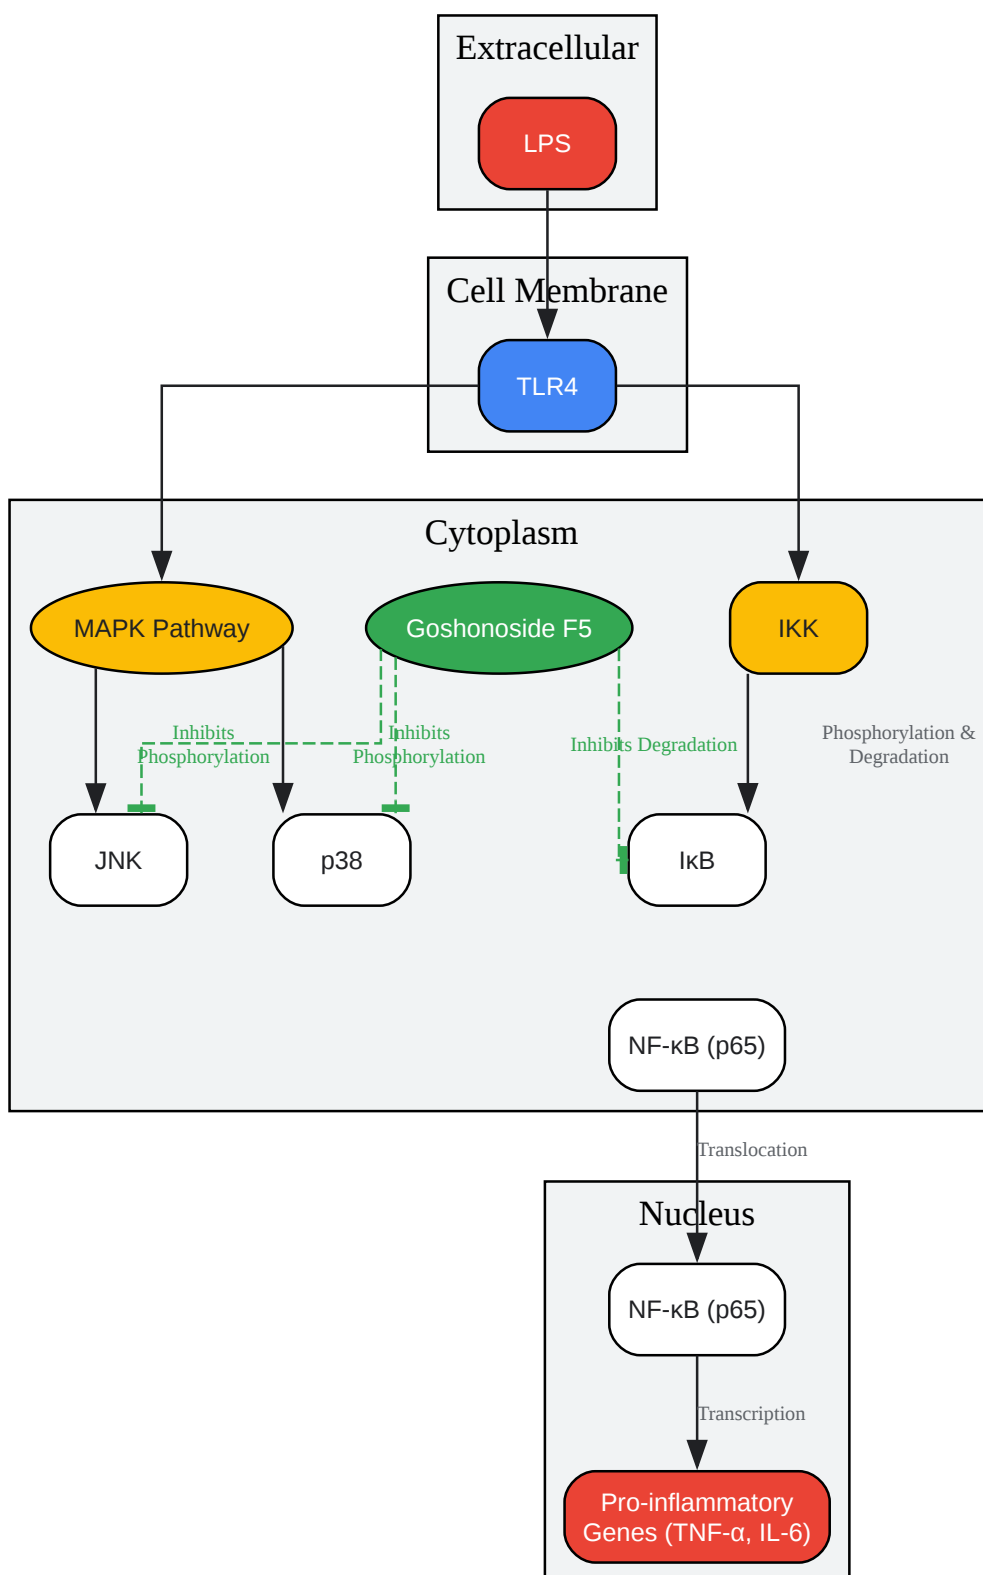 Extracellular
LPS
Cell Membrane
TLR4
Cytoplasm
MAPK Pathway
Goshonoside F5
IKK
Inhibits
Phosphorylation
Inhibits
Phosphorylation
Inhibits Degradation
Phosphorylation &
Degradation
JNK
p38
IκB
NF-κB (p65)
Translocation
Nucleus
NF-κB (p65)
Transcription
Pro-inflammatory
Genes (TNF-α, IL-6)